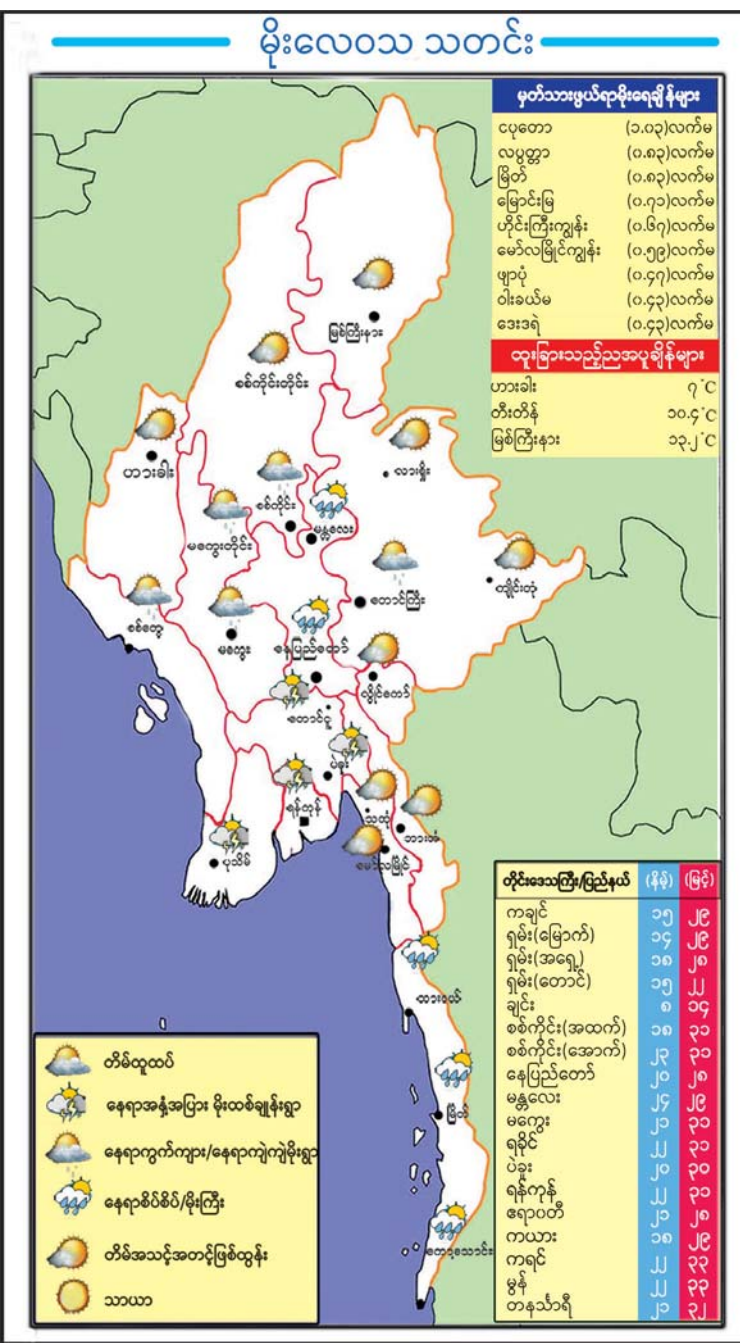 မိုးလေဝသ သတင်း
မှတ်သားဖွယ်ရာမိုးရေချိန်များ
ငပုတော (၁.၀၃)လက်မ
လပွတ္တာ (၀.၈၃)လက်မ
မြိတ် (၀.၈၃)လက်မ
မြောင်းမြ (၀.၇၁)လက်မ
ဟိုင်းကြီးကျွန်း (၀.၆၇)လက်မ
မော်လမြိုင်ကျွန်း (၀.၅၉)လက်မ
ဖျာပုံ (၀.၄၇)လက်မ
ဝါးခယ်မ (၀.၄၃)လက်မ
ဒေးဒရဲ (၀.၄၃)လက်မ
ထူးခြားသည့်ညအပူချိန်များ
ဟားခါး ၇°C
တီးတိန် ၁၀.၄°C
မြစ်ကြီးနား ၁၃.၂°C
မြစ်ကြီးနား
စစ်ကိုင်းတိုင်း
ဟားခါး
လားရှိုး
စစ်ကိုင်း
မန္တလေး
မကွေးတိုင်း
ကျိုင်းတုံ
တောင်ကြီး
စစ်တွေ
မကွေး
နေပြည်တော်
လွိုင်ကော်
တောင်ငူ
ပဲခူး
ရန်ကုန်
သထုံ
ဘားအံ
ပုသိမ်
မော်လမြိုင်
ထားဝယ်
မြိတ်
ကော့သောင်း
တိမ်ထူထပ်
နေရာအနှံ့အပြား မိုးထစ်ချုန်းရွာ
နေရာကွက်ကျား/နေရာကျဲကျဲမိုးရွာ
နေရာစိပ်စိပ်/မိုးကြီး
တိမ်အသင့်အတင့်ဖြစ်ထွန်း
သာယာ
တိုင်းဒေသကြီး/ပြည်နယ် (နိမ့်) (မြင့်)
ကချင် ၁၅ ၂၉
ရှမ်း(မြောက်) ၁၄ ၂၉
ရှမ်း(အရှေ့) ၁၈ ၂၈
ရှမ်း(တောင်) ၁၅ ၂၂
ချင်း ၈ ၁၄
စစ်ကိုင်း(အထက်) ၁၈ ၃၁
စစ်ကိုင်း(အောက်) ၂၃ ၃၁
နေပြည်တော် ၂၀ ၂၈
မန္တလေး ၂၄ ၂၉
မကွေး ၂၁ ၃၁
ရခိုင် ၂၂ ၃၁
ပဲခူး ၂၀ ၃၀
ရန်ကုန် ၂၂ ၃၁
ဧရာဝတီ ၂၁ ၂၈
ကယား ၁၈ ၂၉
ကရင် ၂၂ ၃၃
မွန် ၂၂ ၃၃
တနင်္သာရီ ၂၁ ၃၂